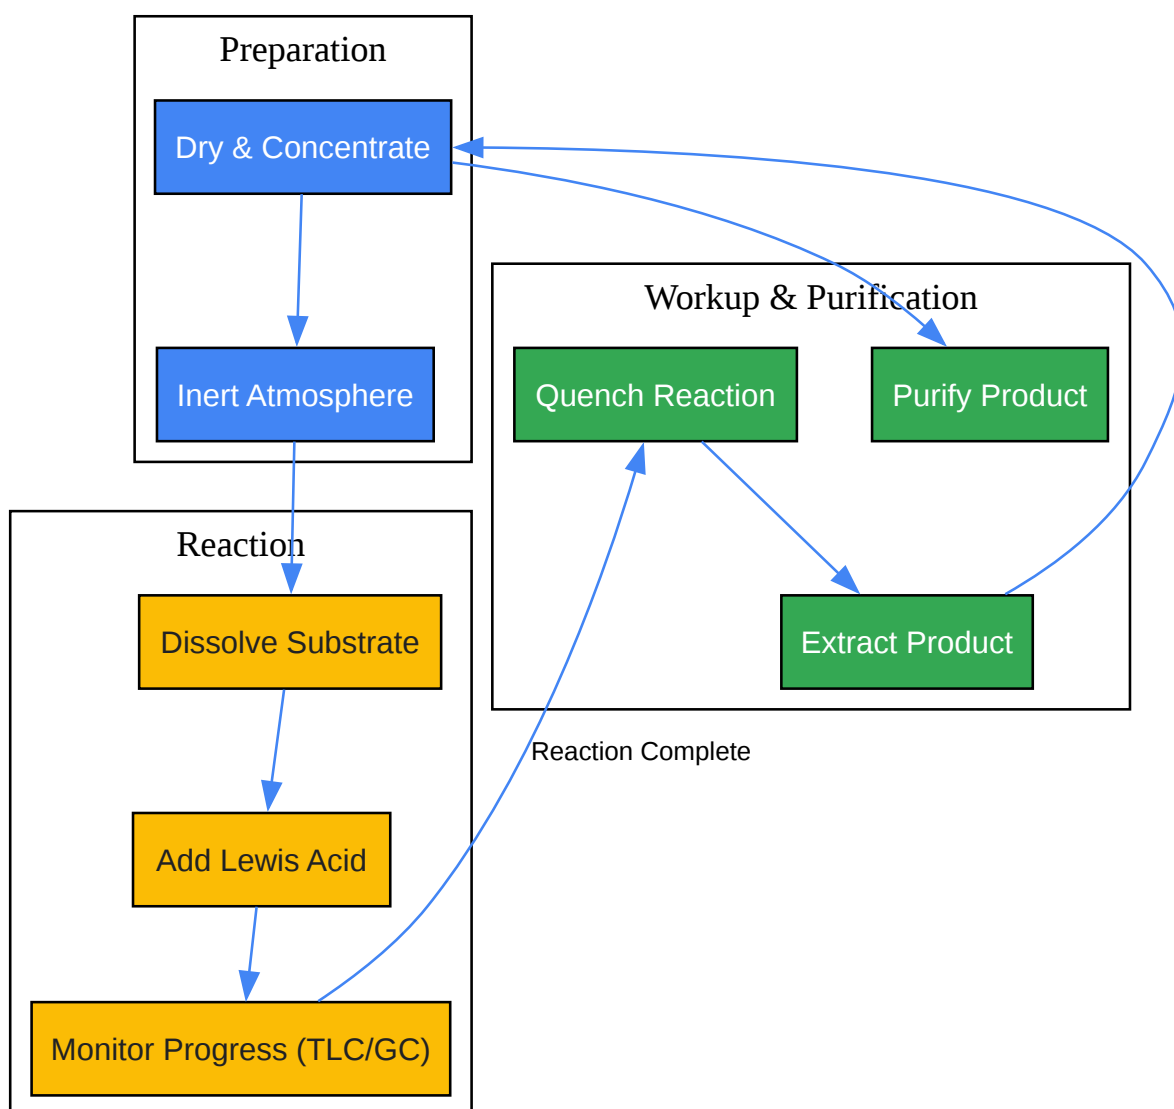 Preparation
Dry & Concentrate
Inert Atmosphere
Reaction
Dissolve Substrate
Add Lewis Acid
Monitor Progress (TLC/GC)
Workup & Purification
Quench Reaction
Purify Product
Extract Product
Reaction Complete